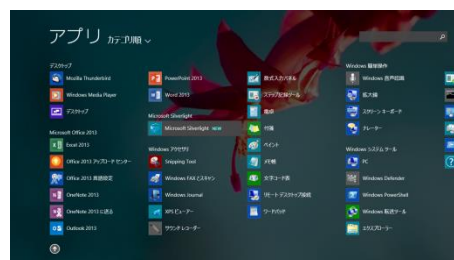 アプリ カテゴリ順
デスクトップ
Mozilla Thunderbird
Windows Media Player
デスクトップ
Microsoft Office 2013
Excel 2013
Office 2013 アップロード センター
Office 2013 言語設定
OneNote 2013
OneNote 2013 に送る
Outlook 2013
PowerPoint 2013
Word 2013
Microsoft Silverlight
Microsoft Silverlight NEW
Windows アクセサリ
Snipping Tool
Windows FAX とスキャン
Windows Journal
XPS ビューアー
サウンド レコーダー
数式入力パネル
ステップ記録ツール
電卓
付箋
ペイント
メモ帳
文字コード表
リモート デスクトップ接続
ワードパッド
Windows 簡単操作
Windows 音声認識
拡大鏡
スクリーン キーボード
ナレーター
Windows システム ツール
PC
Windows Defender
Windows PowerShell
Windows 転送ツール
エクスプローラー